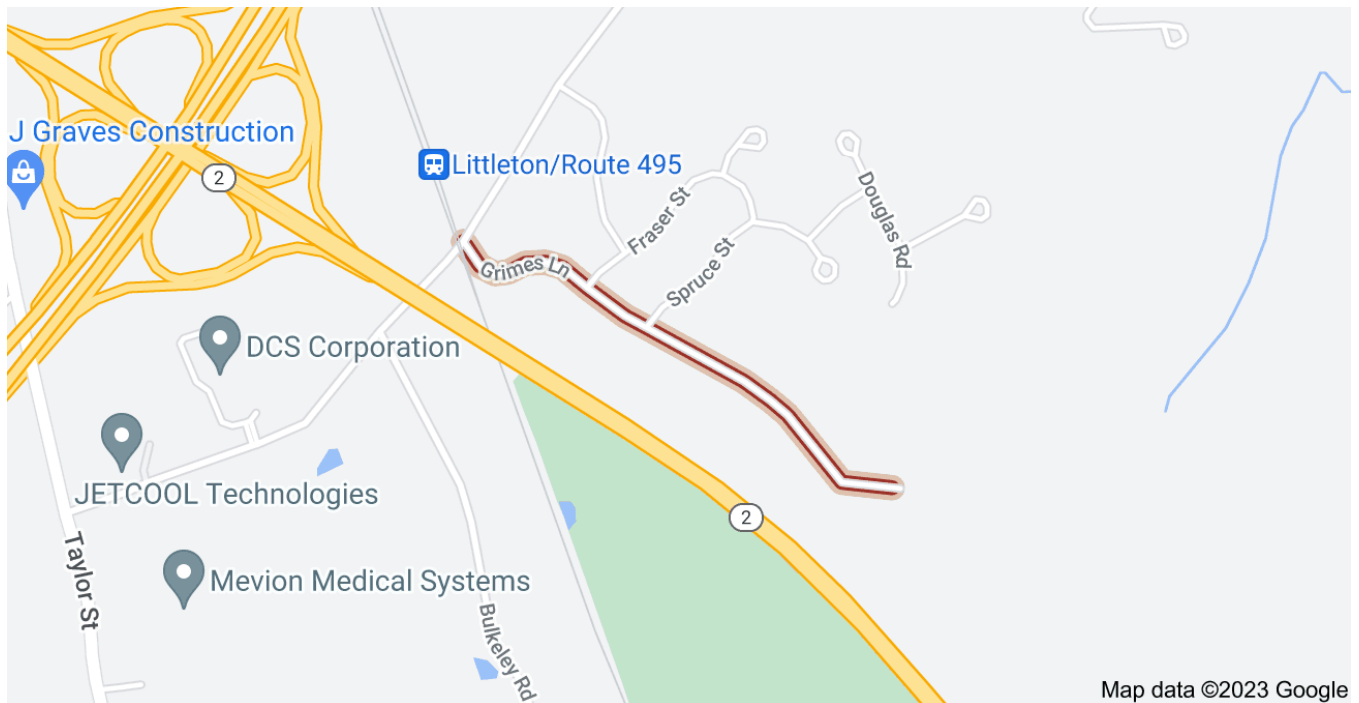 J Graves Construction
2
Littleton/Route 495
Fraser St
Douglas Rd
Grimes Ln
Spruce St
DCS Corporation
JETCOOL Technologies
2
Taylor St
Mevion Medical Systems
Bulkeley Rd
Map data ©2023 Google